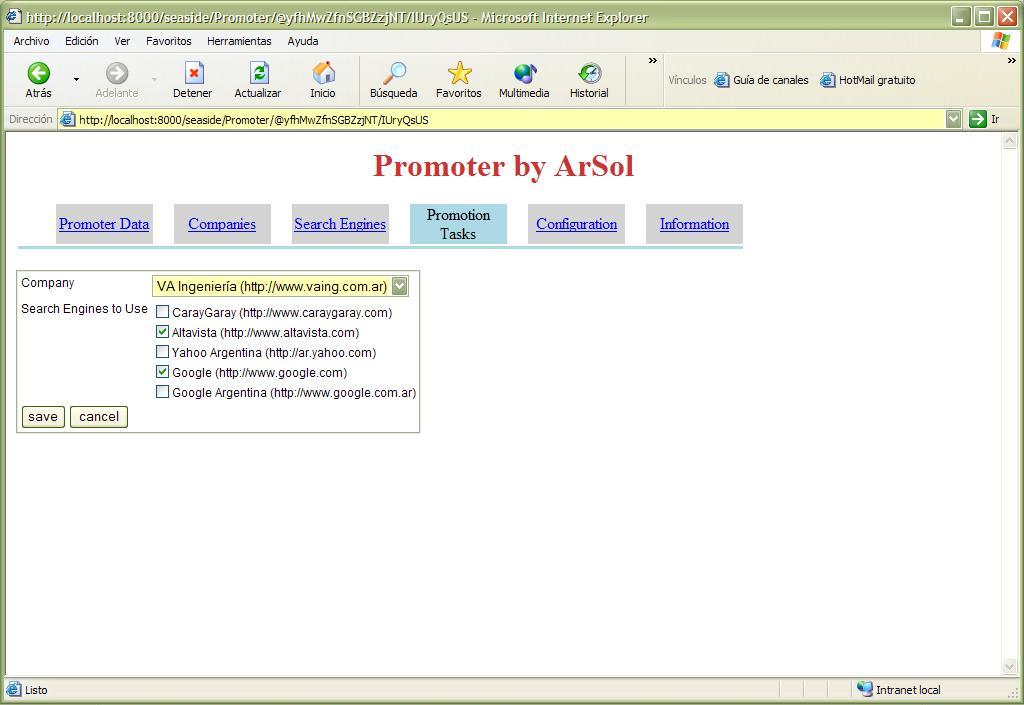 http://localhost:8000/seaside/Promoter/@yfhMwZfnSGBZzjNT/IUryQsUS - Microsoft Internet Explorer
Archivo Edición Ver Favoritos Herramientas Ayuda
Atrás Adelante Detener Actualizar Inicio Búsqueda Favoritos Multimedia Historial » Vínculos Guía de canales HotMail gratuito »
Dirección http://localhost:8000/seaside/Promoter/@yfhMwZfnSGBZzjNT/IUryQsUS Ir
Promoter by ArSol
Promoter Data Companies Search Engines Promotion Tasks Configuration Information
Company VA Ingeniería (http://www.vaing.com.ar)
Search Engines to Use CarayGaray (http://www.caraygaray.com)
Altavista (http://www.altavista.com)
Yahoo Argentina (http://ar.yahoo.com)
Google (http://www.google.com)
Google Argentina (http://www.google.com.ar)
save cancel
Listo Intranet local